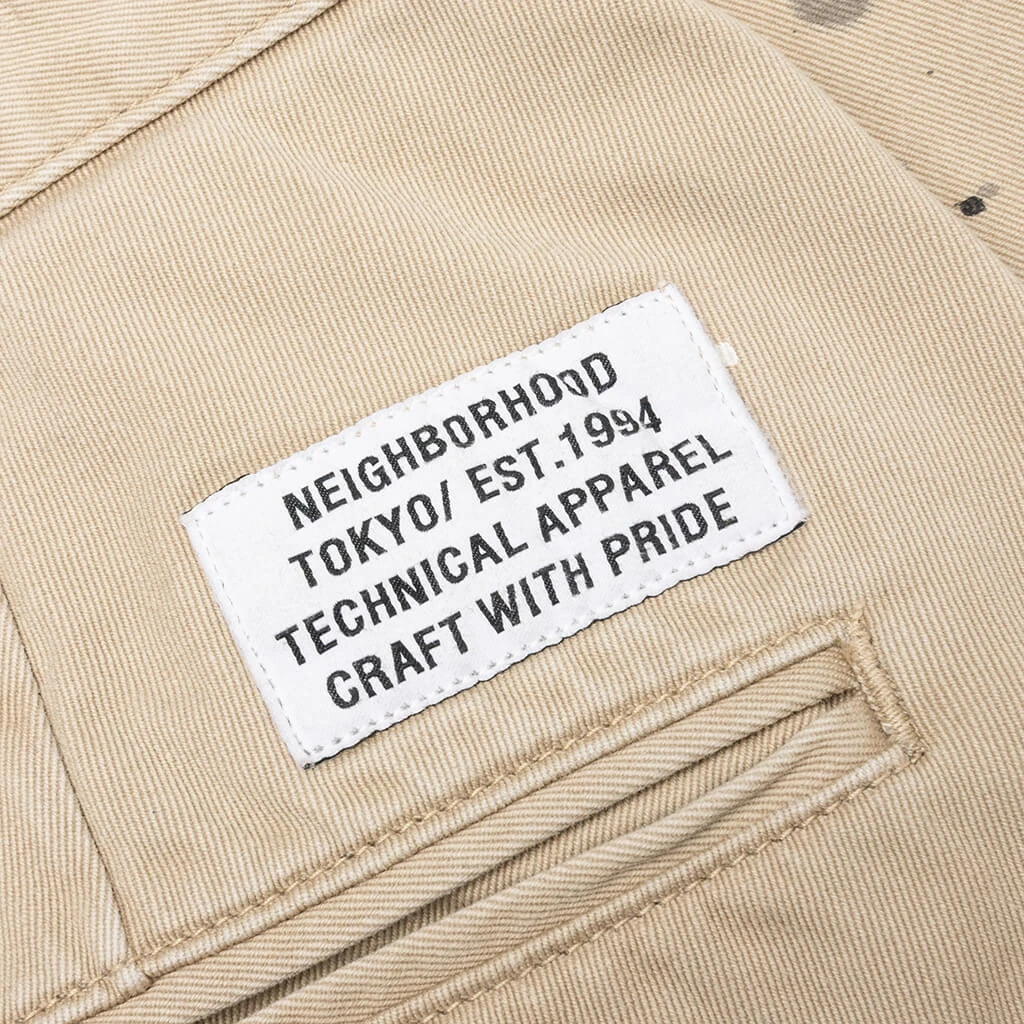 NEIGHBORHOOD
TOKYO/ EST.1994
TECHNICAL APPAREL
CRAFT WITH PRIDE